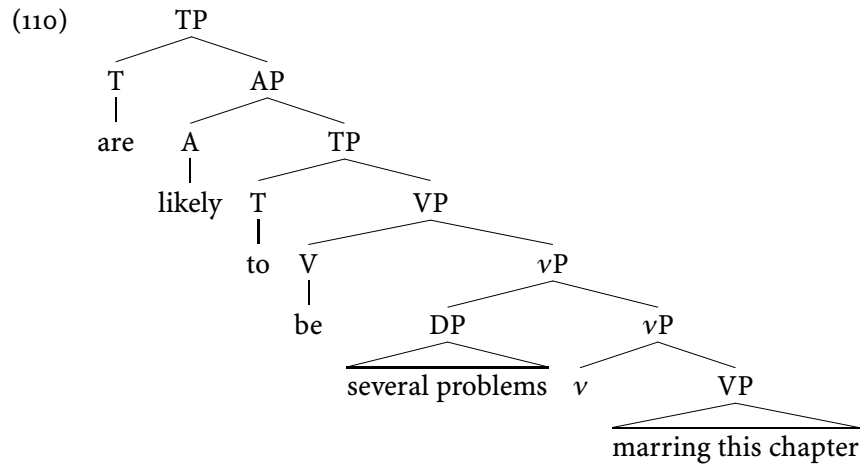 (110) TP
T AP
are A TP
likely T VP
to V vP
be DP vP
several problems v VP
marring this chapter